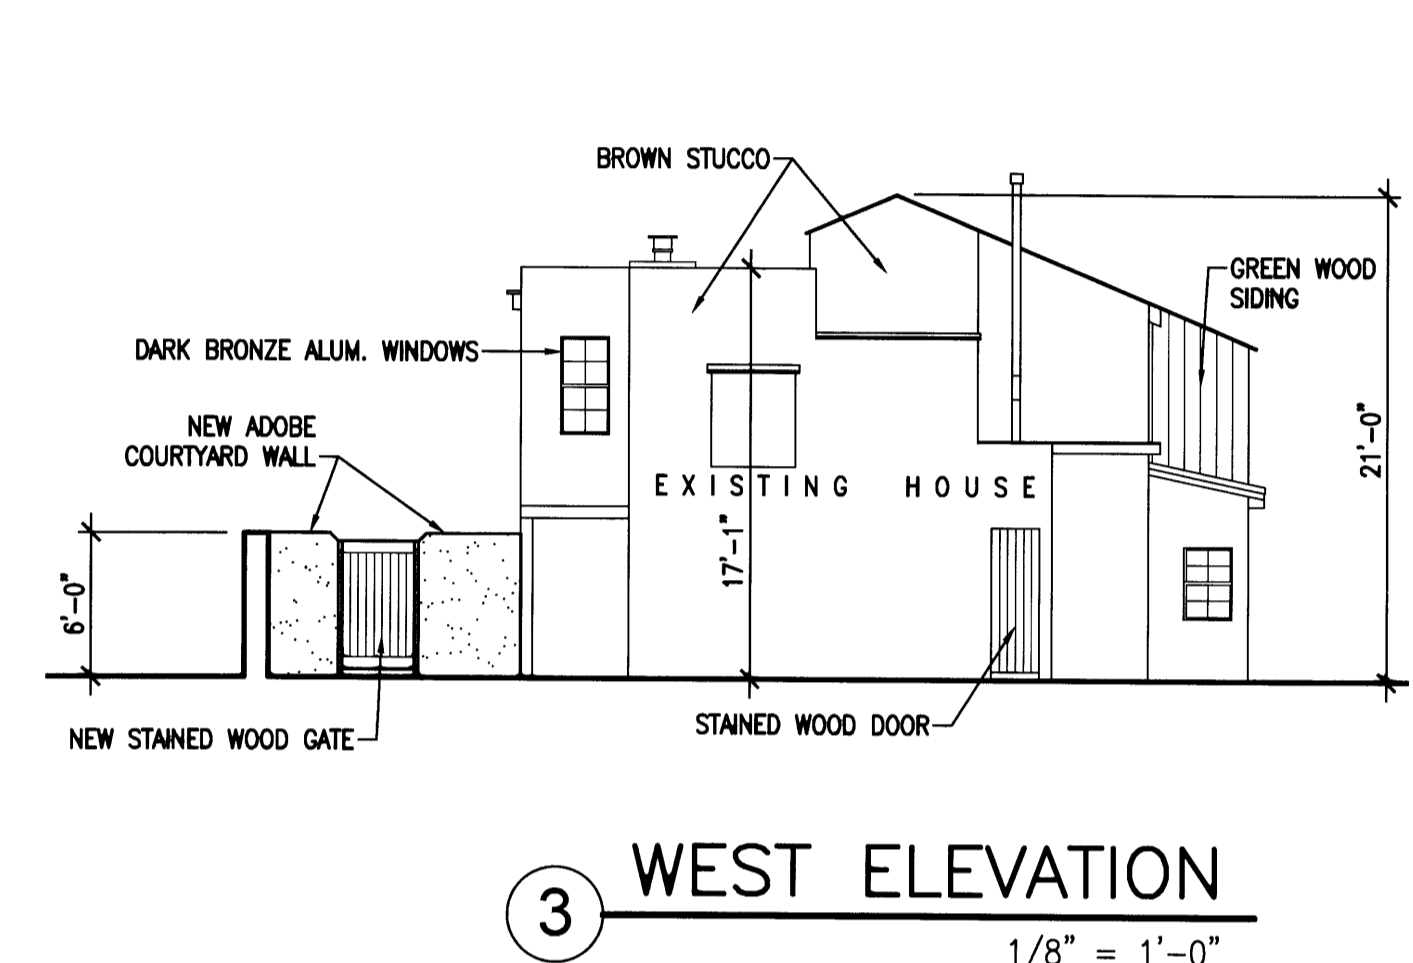 BROWN STUCCO
GREEN WOOD
SIDING
DARK BRONZE ALUM. WINDOWS
NEW ADOBE
COURTYARD WALL
21'-0"
EXISTING HOUSE
17'-1"
6'-0"
STAINED WOOD DOOR
NEW STAINED WOOD GATE
3 WEST ELEVATION
1/8" = 1'-0"